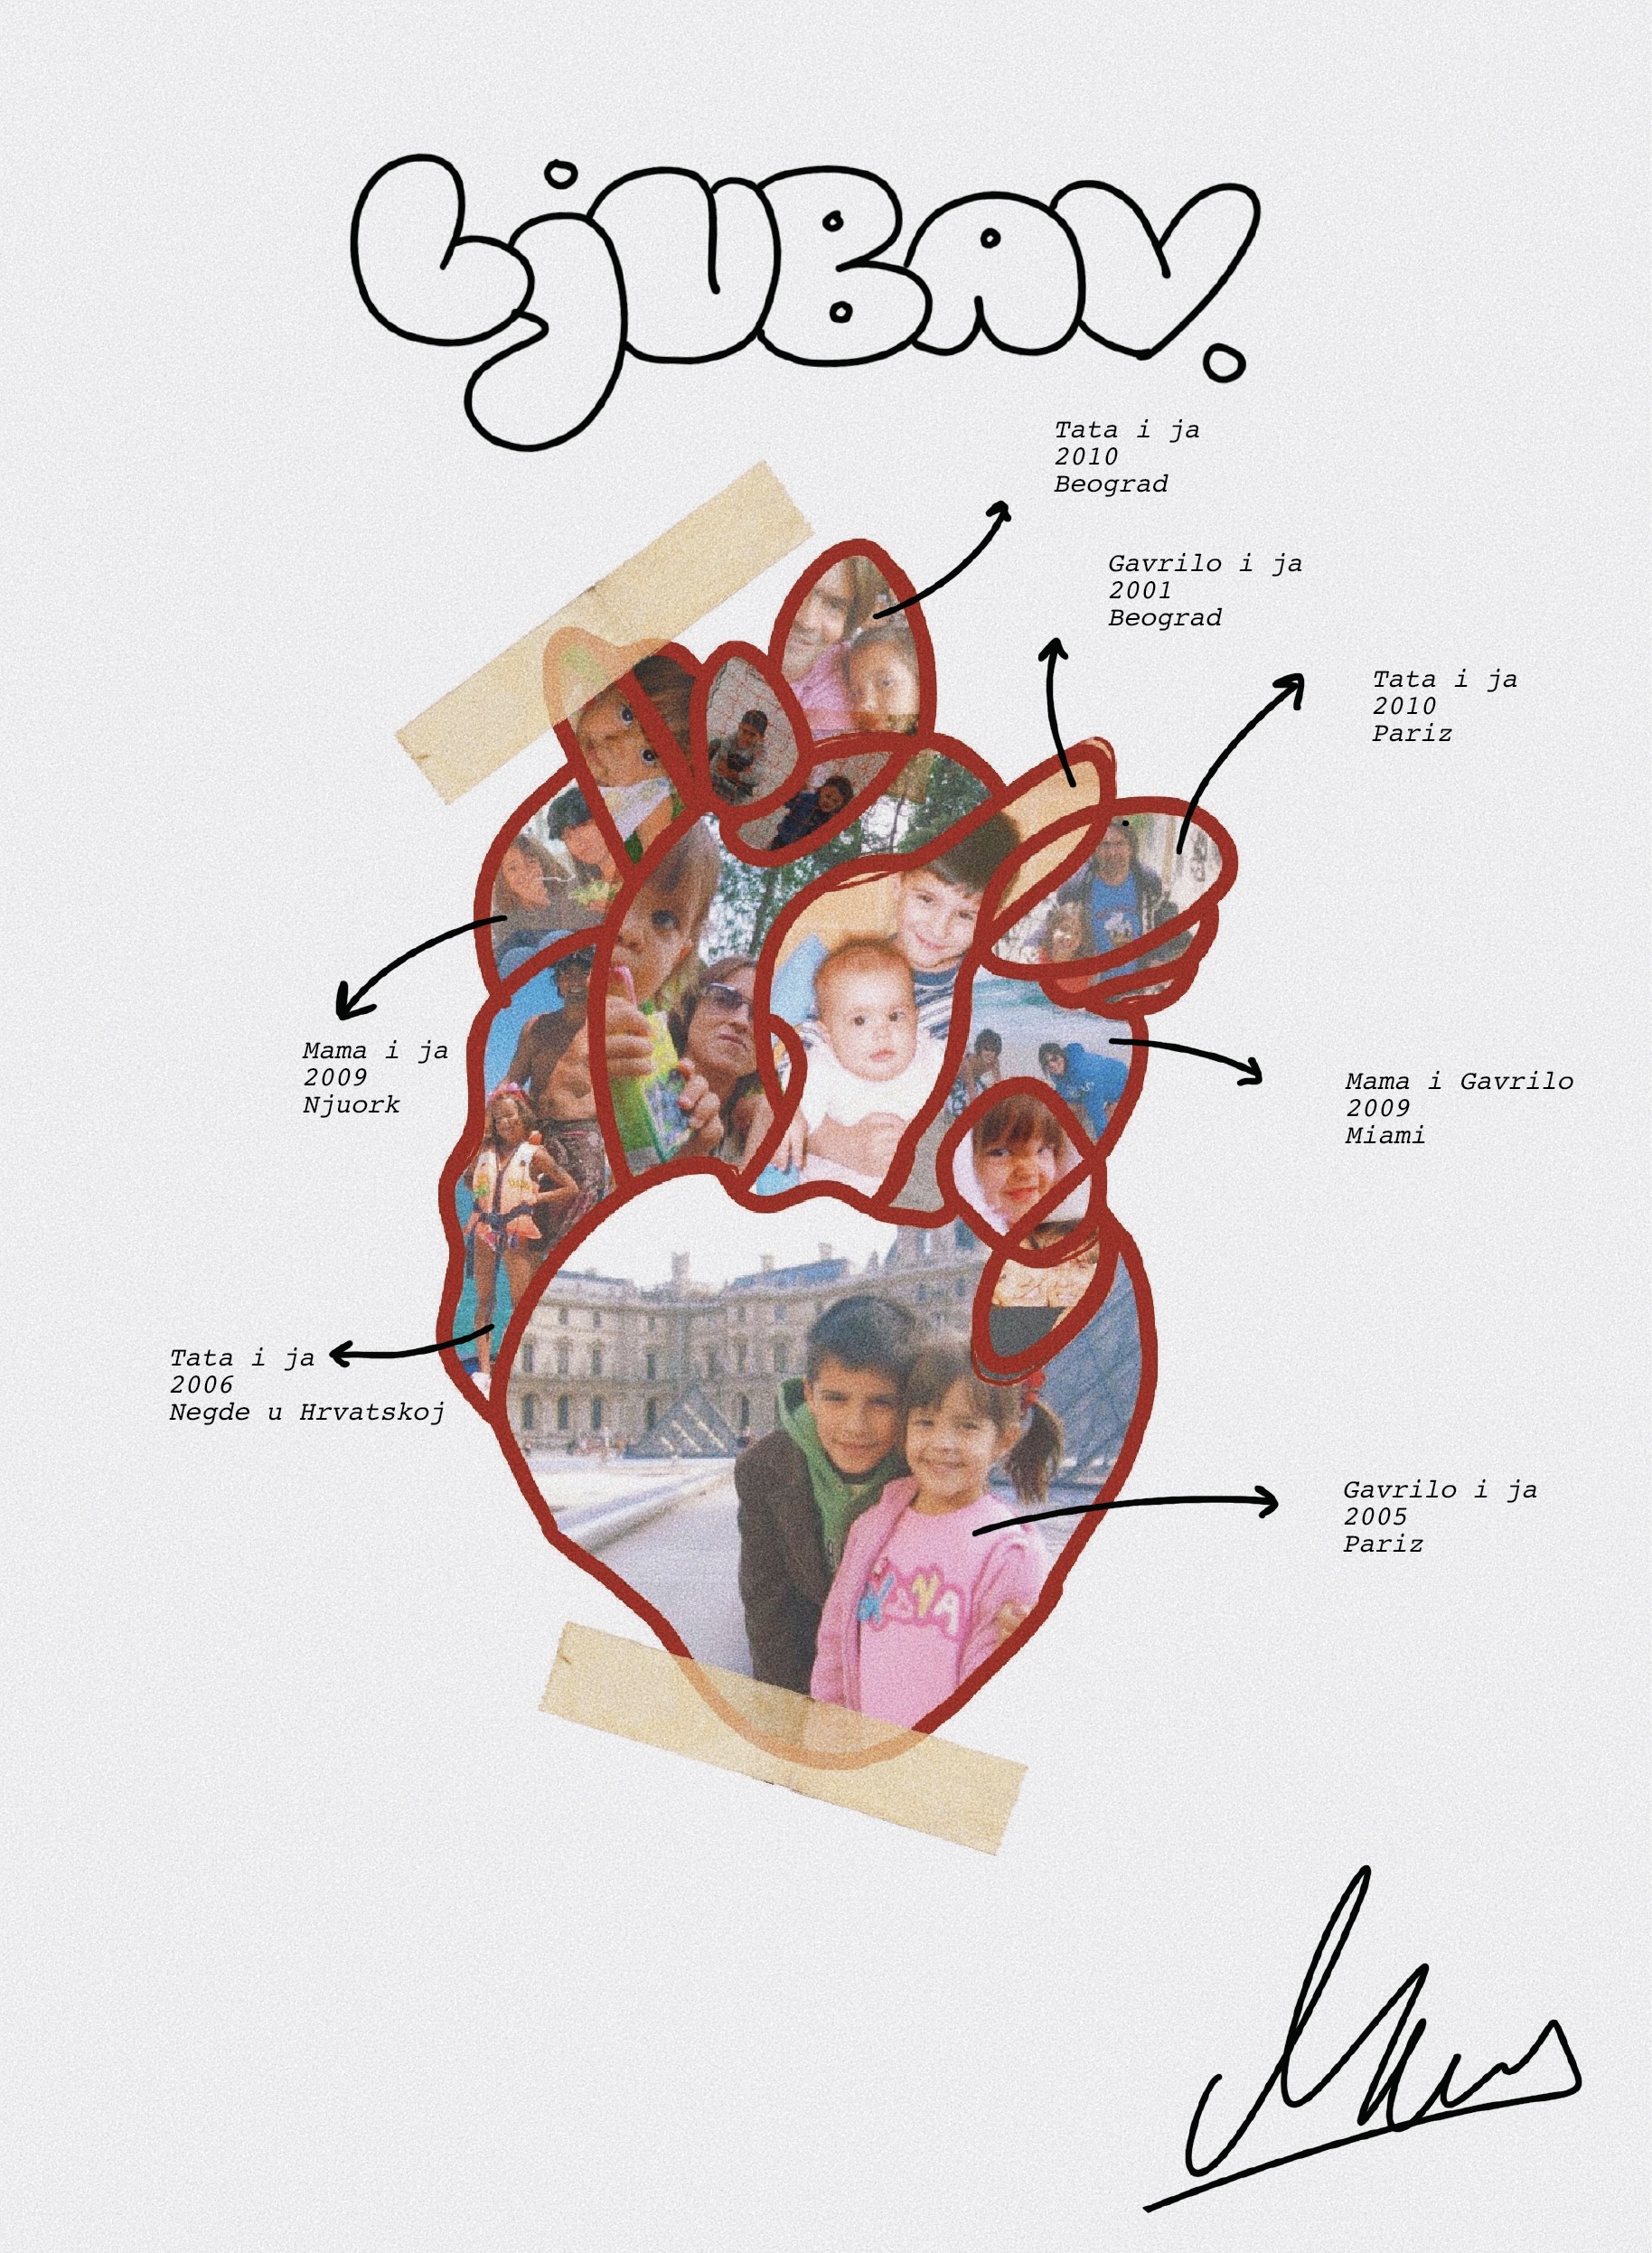 LjUBAV.
Tata i ja
2010
Beograd
Gavrilo i ja
2001
Beograd
Tata i ja
2010
Pariz
Mama i ja
2009
Njuork
Mama i Gavrilo
2009
Miami
Tata i ja
2006
Negde u Hrvatskoj
Gavrilo i ja
2005
Pariz